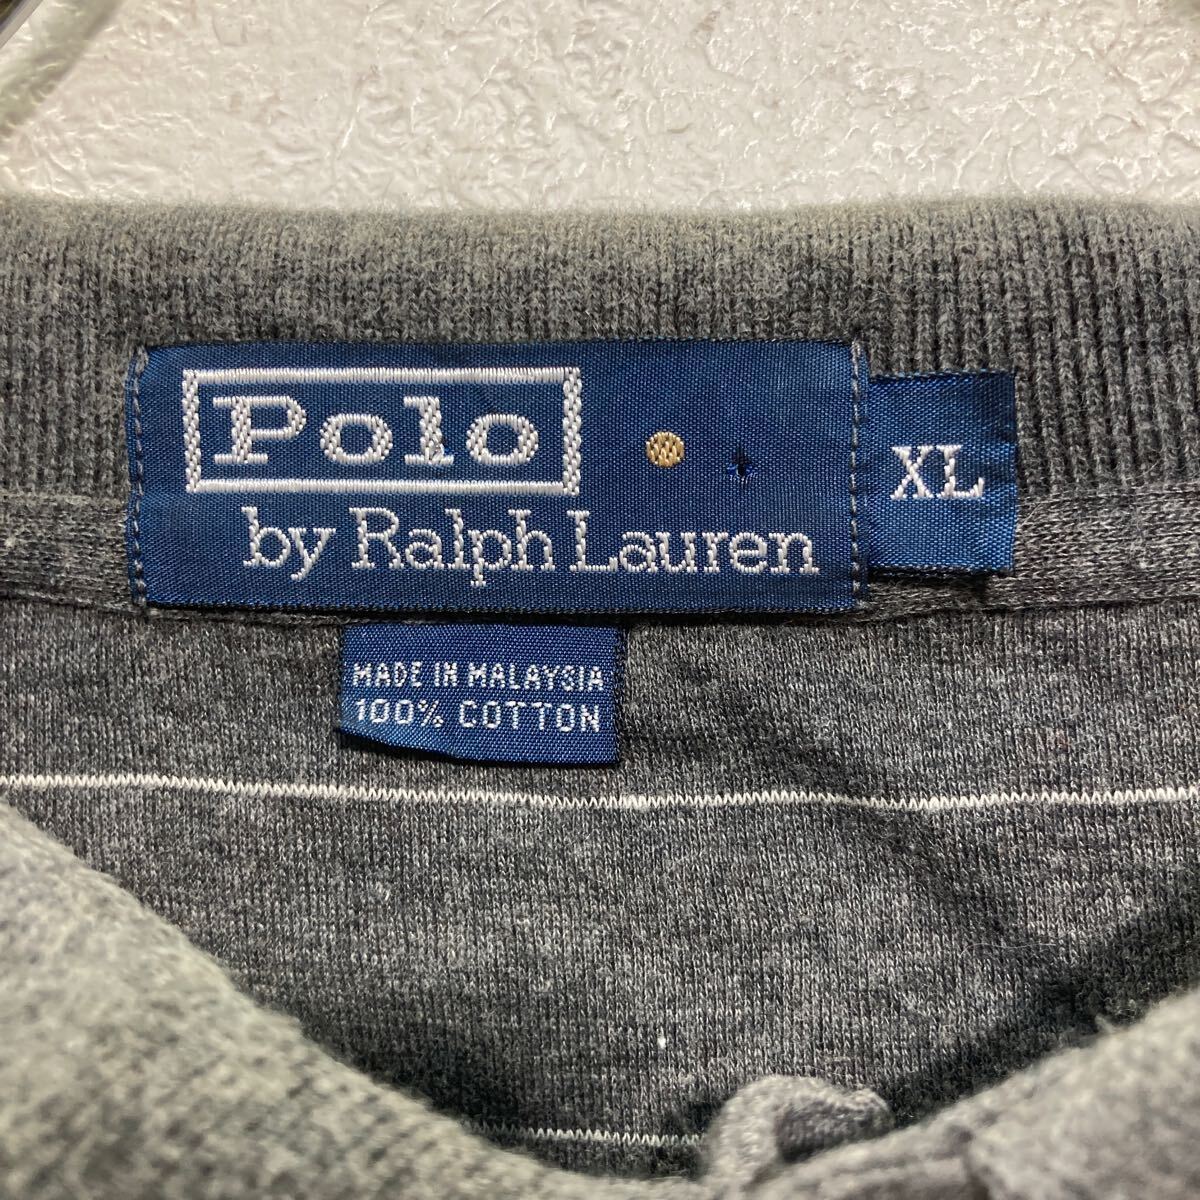 Polo
by Ralph Lauren
XL
MADE IN MALAYSIA
100% COTTON